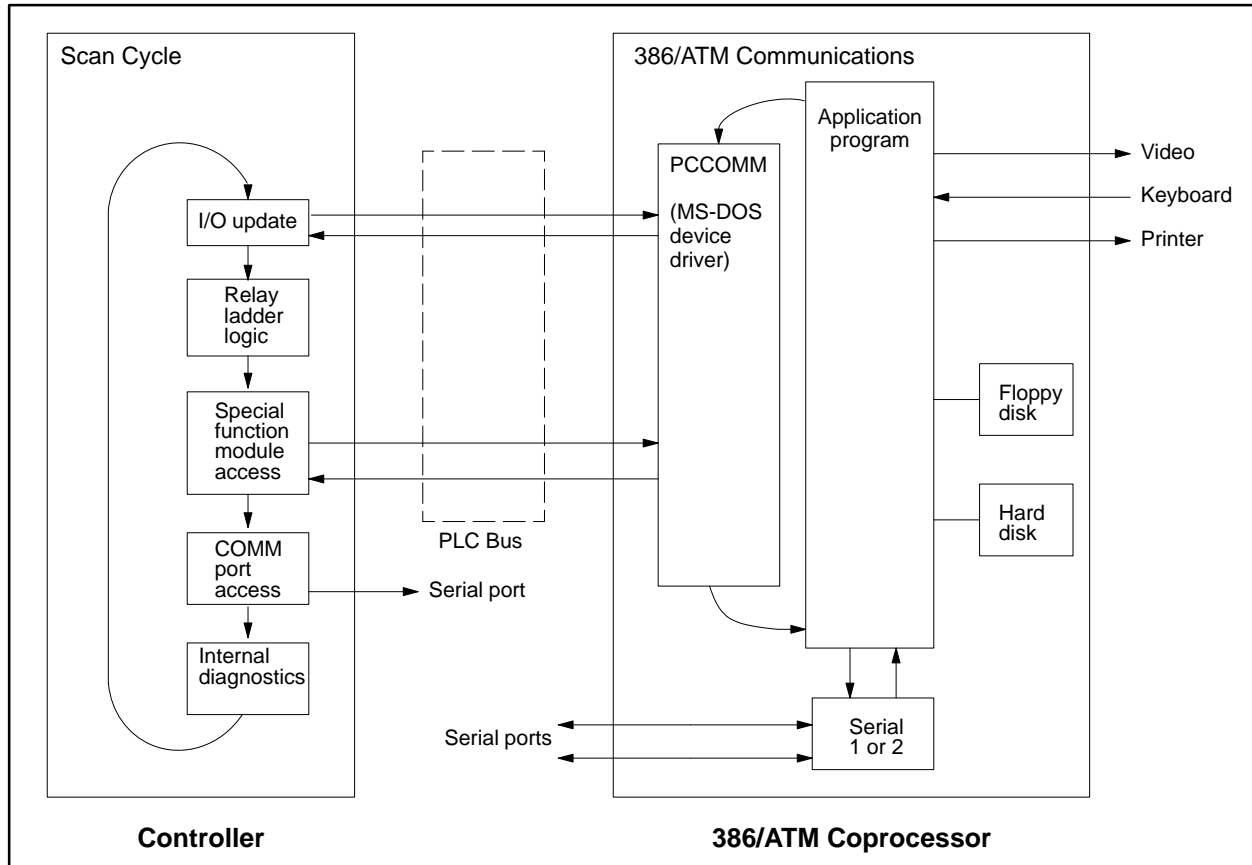 Scan Cycle
I/O update
Relay
ladder
logic
Special
function
module
access
COMM
port
access
Internal
diagnostics
Controller
PLC Bus
Serial port
Serial ports
386/ATM Communications
PCCOMM
(MS-DOS
device
driver)
Application
program
Video
Keyboard
Printer
Floppy
disk
Hard
disk
Serial
1 or 2
386/ATM Coprocessor